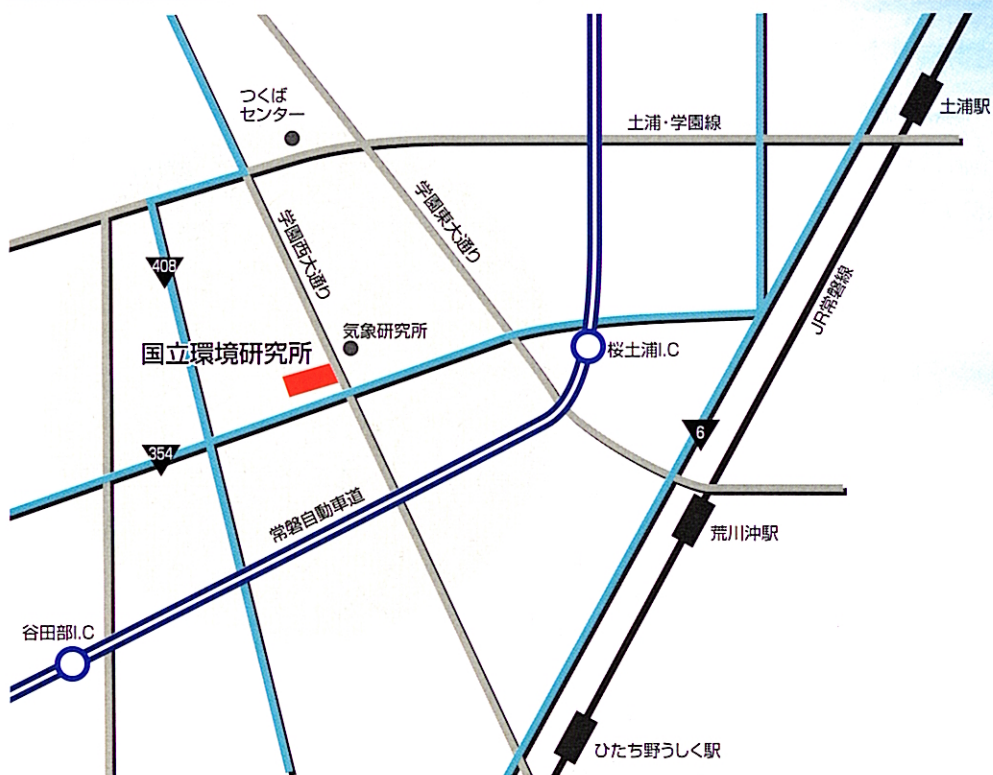 つくば
センター
土浦・学園線
土浦駅
学園西大通り
学園東大通り
408
JR常磐線
気象研究所
国立環境研究所
桜土浦I.C
6
354
常磐自動車道
荒川沖駅
谷田部I.C
ひたち野うしく駅